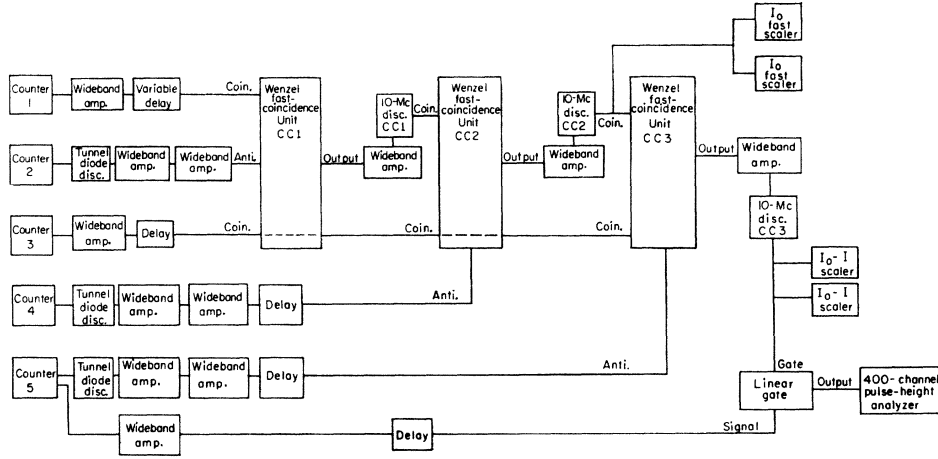 I₀
fast
scaler
I₀
fast
scaler
Counter
1
Wideband
amp.
Variable
delay
Coin.
Wenzel
fast-
coincidence
Unit
CC1
10-Mc
disc.
CC1
Coin.
Wenzel
fast-
coincidence
Unit
CC2
10-Mc
disc.
CC2
Coin.
Wenzel
fast-
coincidence
Unit
CC3
Counter
2
Tunnel
diode
disc.
Wideband
amp.
Wideband
amp.
Anti.
Output
Wideband
amp.
Output
Wideband
amp.
Output
Wideband
amp.
10-Mc
disc.
CC3
Counter
3
Wideband
amp.
Delay
Coin.
Coin.
Coin.
I₀-I
scaler
I₀-I
scaler
Counter
4
Tunnel
diode
disc.
Wideband
amp.
Wideband
amp.
Delay
Anti.
Counter
5
Tunnel
diode
disc.
Wideband
amp.
Wideband
amp.
Delay
Anti.
Gate
Linear
gate
Output
400-channel
pulse-height
analyzer
Wideband
amp.
Delay
Signal